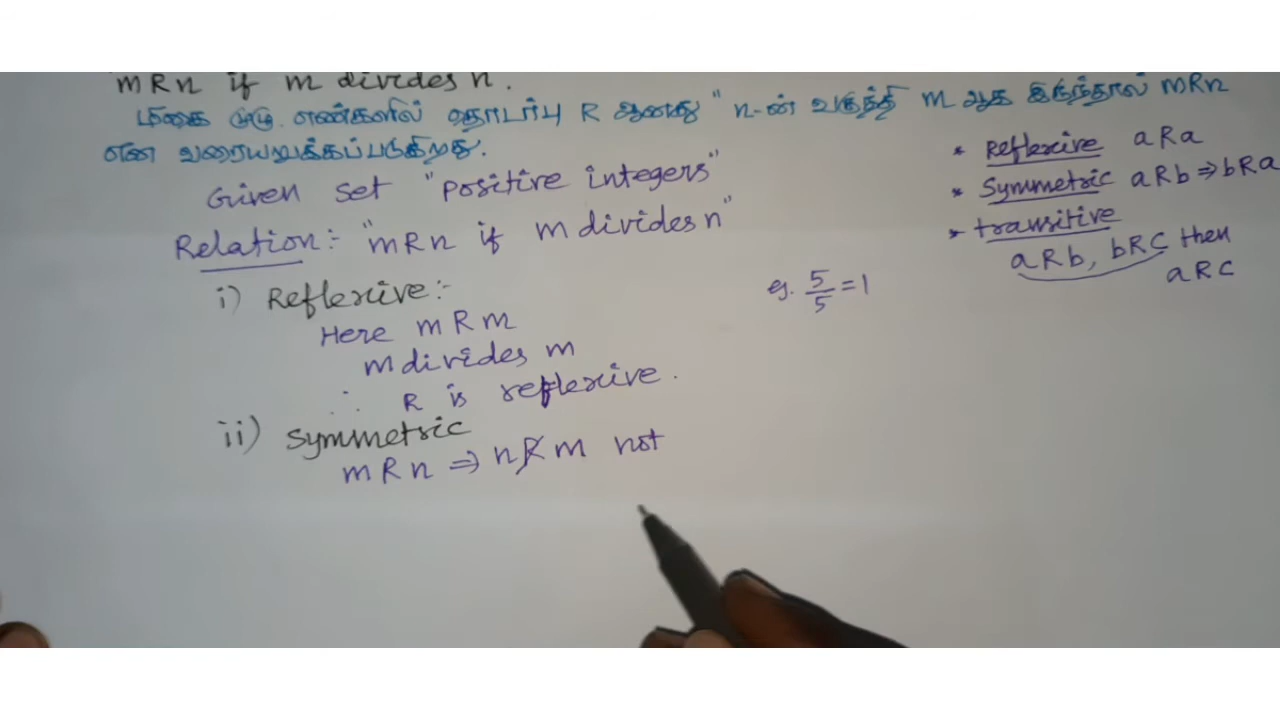 mRn if m divides n.
மிகை முழு எண்களில் தொடர்பு R ஆனது " n-ன் வகுத்தி m ஆக இருந்தால் mRn
என வரையறுக்கப்படுகிறது.
Given set "positive integers"
Relation:- "mRn if m divides n"
i) Reflexive:-
Here mRm
m divides m
∴ R is reflexive.
ii) Symmetric
mRn ⇒ n R̸ m not
* Reflexive aRa
* Symmetric aRb ⇒ bRa
* transitive
aRb, bRC then
aRC
eg. 5/5 = 1